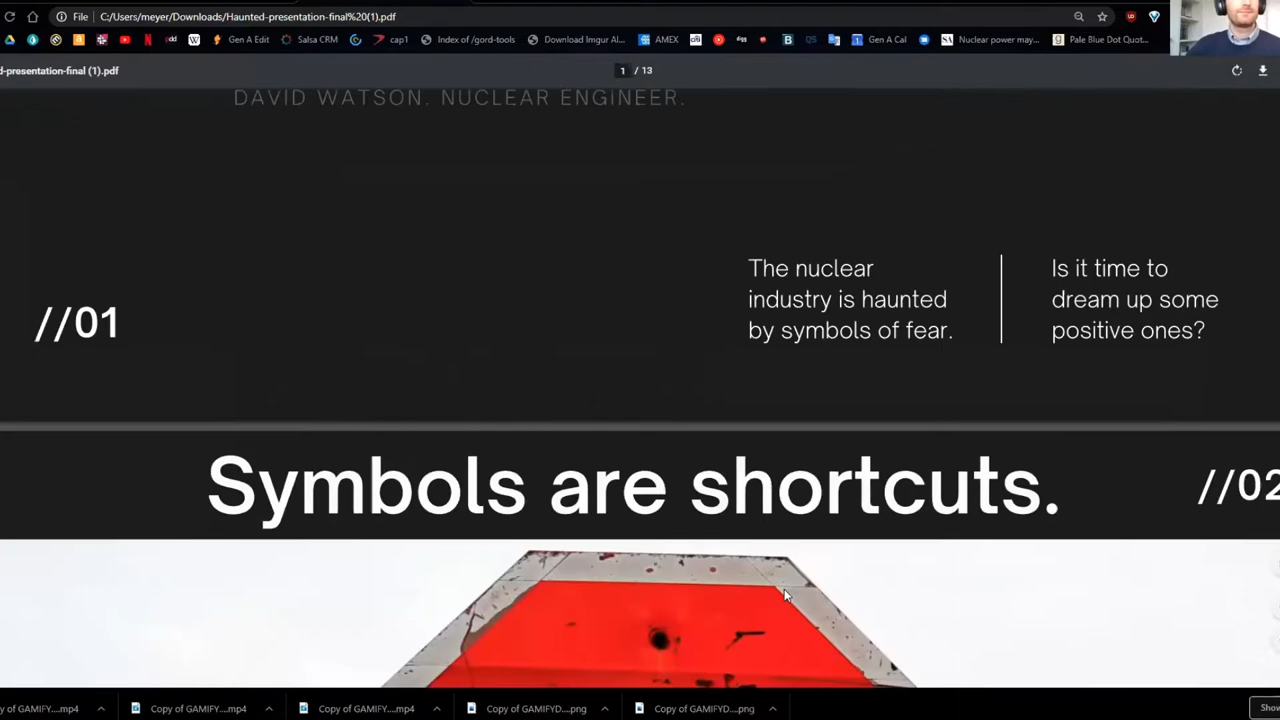 File
C:/Users/meyer/Downloads/Haunted-presentation-final%20(1).pdf
Gen A Edit
Salsa CRM
cap1
Index of /gord-tools
Download Imgur Al...
AMEX
Gen A Cal
Nuclear power may...
Pale Blue Dot Quot...
d-presentation-final (1).pdf
1 / 13
DAVID WATSON. NUCLEAR ENGINEER.
//01
The nuclear
industry is haunted
by symbols of fear.
Is it time to
dream up some
positive ones?
Symbols are shortcuts.
//02
y of GAMIFY....mp4
Copy of GAMIFY....mp4
Copy of GAMIFY....mp4
Copy of GAMIFYD....png
Copy of GAMIFYD....png
Show